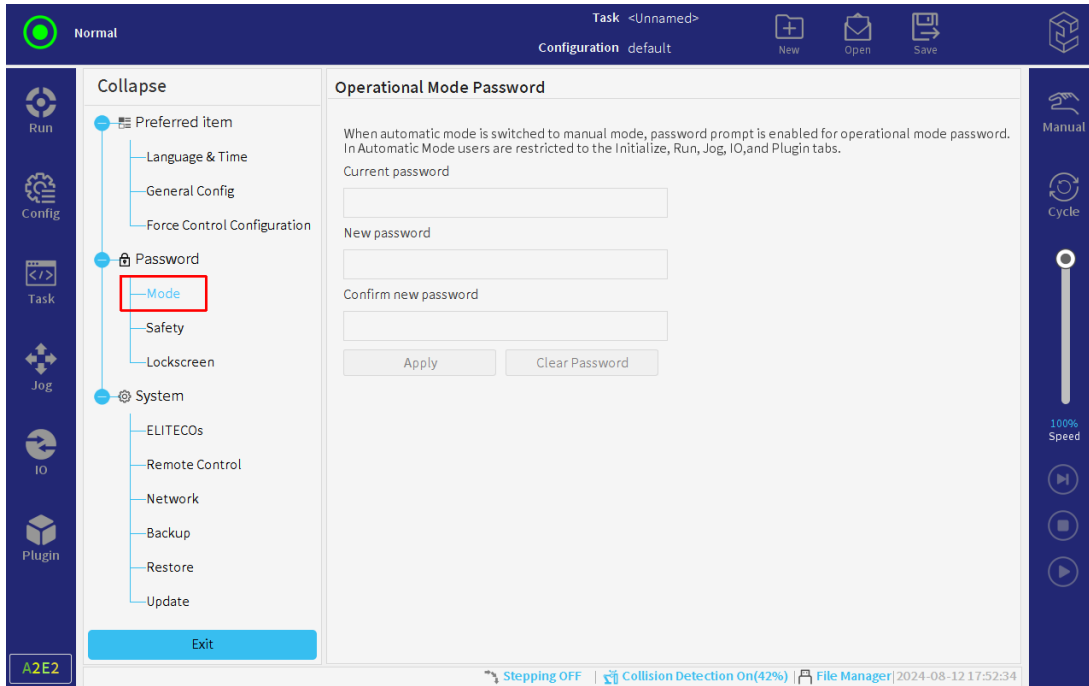 Normal
Task <Unnamed>
Configuration default
New
Open
Save
Run
Config
Task
Jog
IO
Plugin
A2E2
Collapse
Preferred item
Language & Time
General Config
Force Control Configuration
Password
Mode
Safety
Lockscreen
System
ELITECOs
Remote Control
Network
Backup
Restore
Update
Exit
Operational Mode Password
When automatic mode is switched to manual mode, password prompt is enabled for operational mode password.
In Automatic Mode users are restricted to the Initialize, Run, Jog, IO,and Plugin tabs.
Current password
New password
Confirm new password
Apply
Clear Password
Manual
Cycle
100%
Speed
Stepping OFF | Collision Detection On(42%) | File Manager 2024-08-12 17:52:34